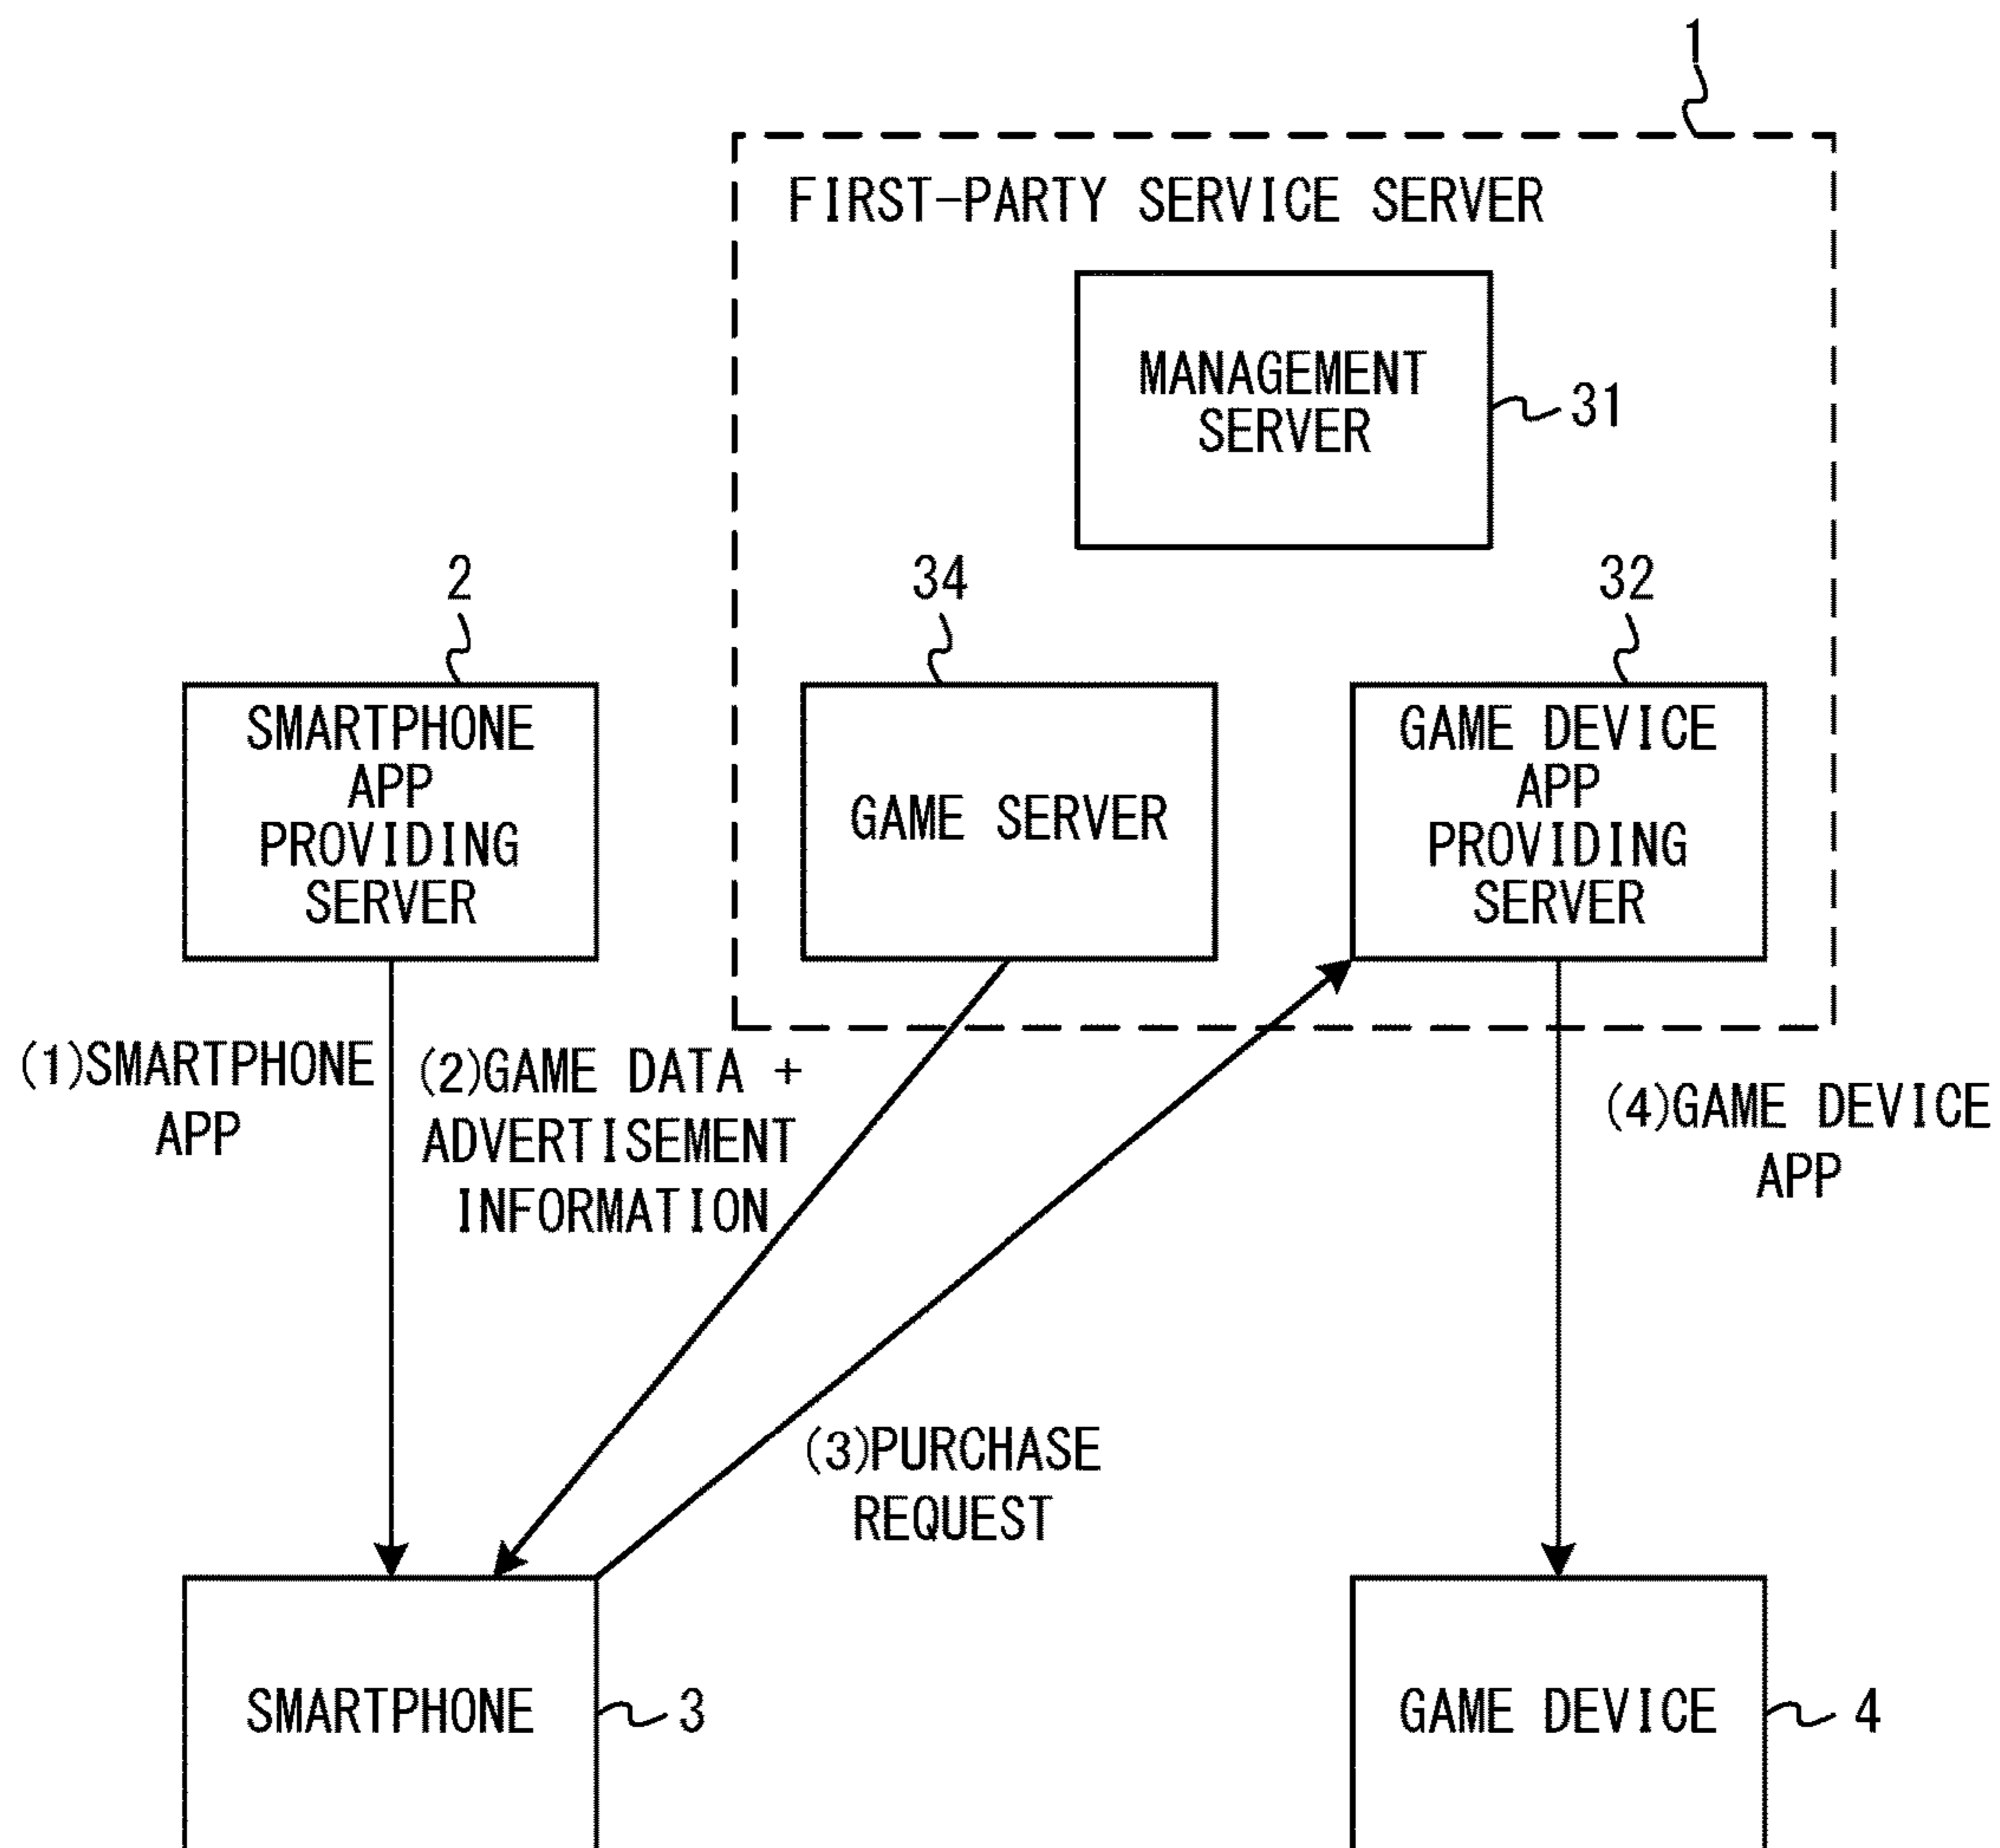 1
FIRST-PARTY SERVICE SERVER
MANAGEMENT
SERVER
31
2
34
32
SMARTPHONE
APP
PROVIDING
SERVER
GAME SERVER
GAME DEVICE
APP
PROVIDING
SERVER
(1)SMARTPHONE
APP
(2)GAME DATA +
ADVERTISEMENT
INFORMATION
(4)GAME DEVICE
APP
(3)PURCHASE
REQUEST
SMARTPHONE
3
GAME DEVICE
4